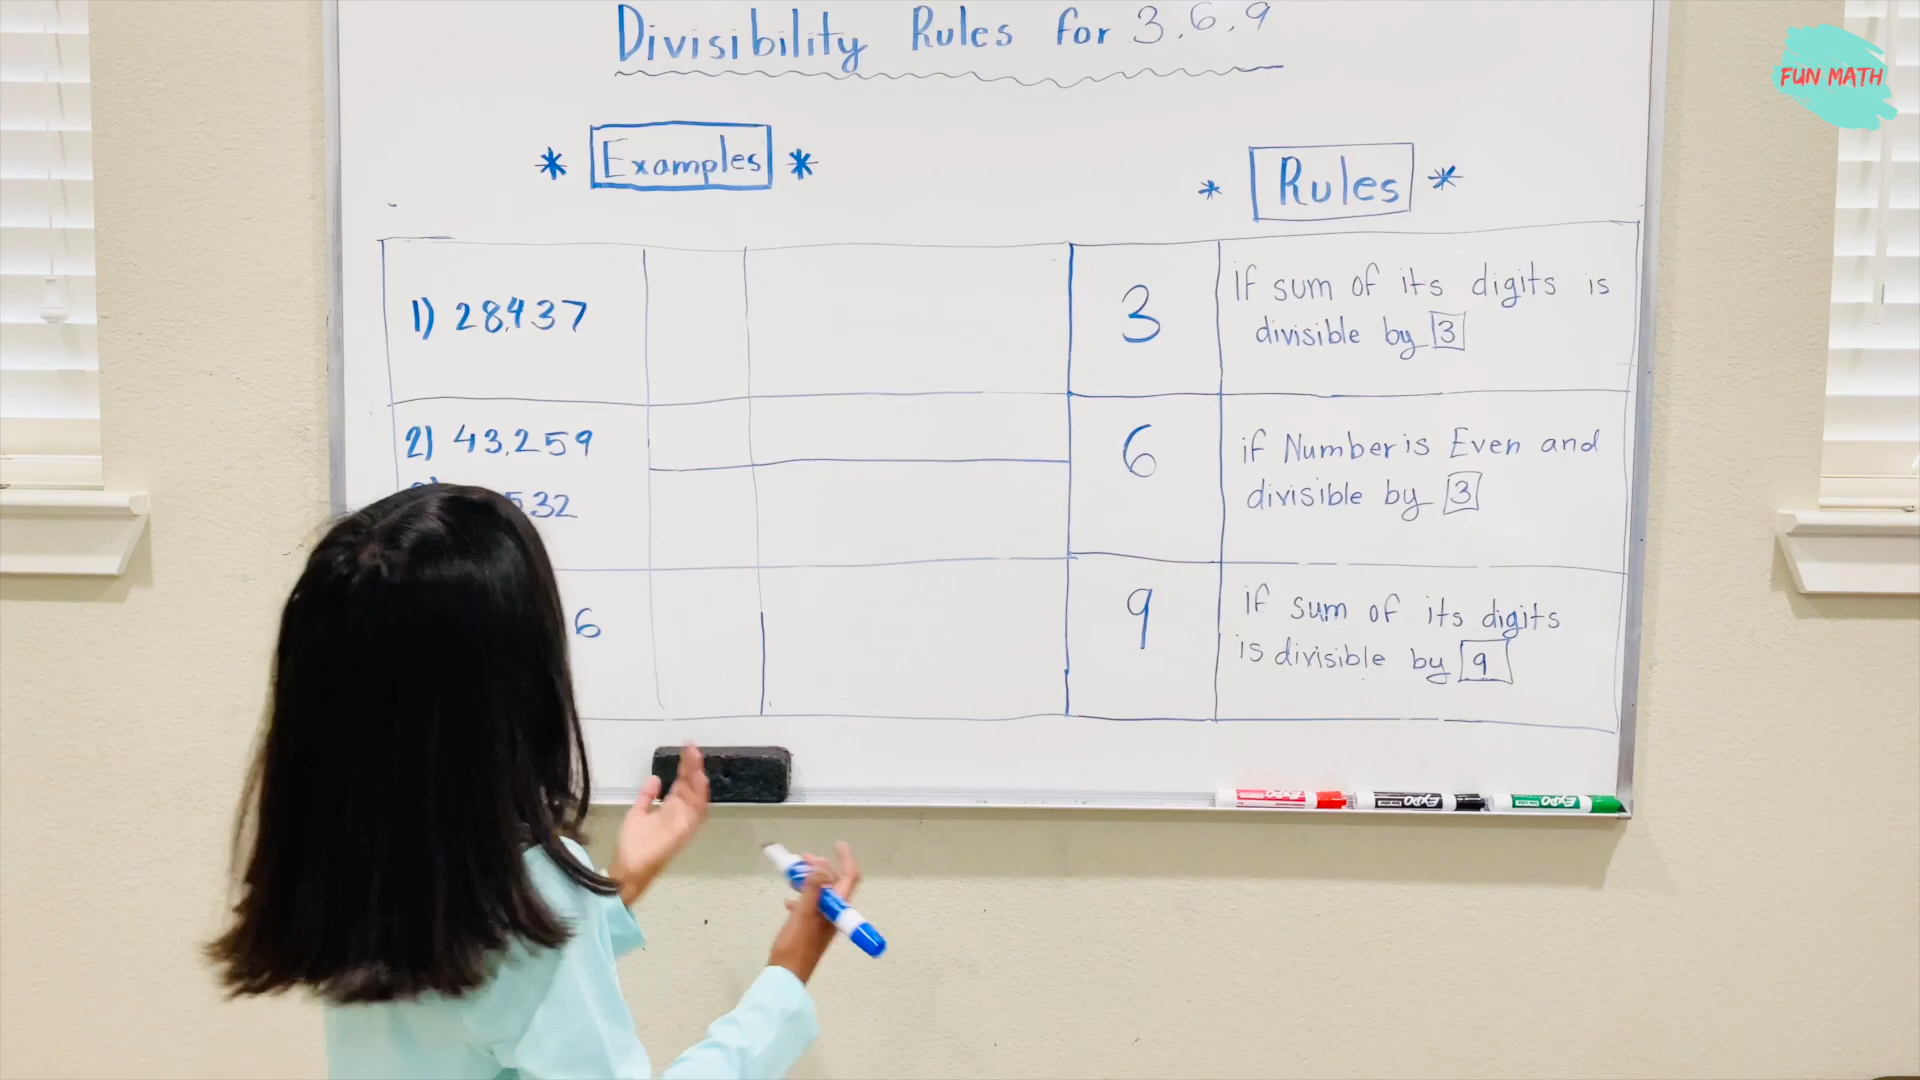 Divisibility Rules for 3, 6, 9
FUN MATH
* Examples *
* Rules *
1) 28,437
3
if sum of its digits is
divisible by 3
2) 43,259
532
6
if Number is Even and
divisible by 3
6
9
if sum of its digits
is divisible by 9
EXPO
EXPO
EXPO